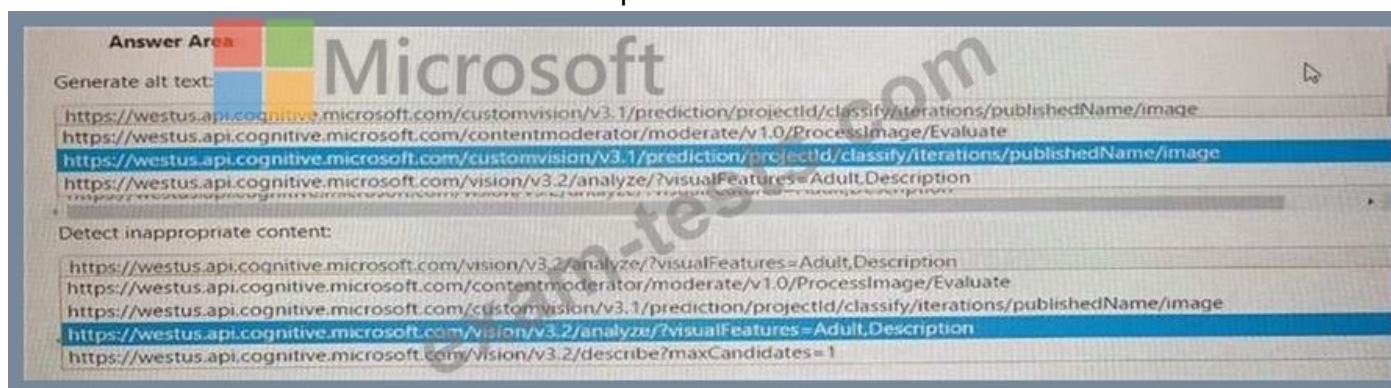 Answer Area
Microsoft
Generate alt text:
https://westus.api.cognitive.microsoft.com/customvision/v3.1/prediction/projectId/classify/iterations/publishedName/image
https://westus.api.cognitive.microsoft.com/contentmoderator/moderate/v1.0/ProcessImage/Evaluate
https://westus.api.cognitive.microsoft.com/customvision/v3.1/prediction/projectId/classify/iterations/publishedName/image
https://westus.api.cognitive.microsoft.com/vision/v3.2/analyze/?visualFeatures=Adult,Description
Detect inappropriate content:
https://westus.api.cognitive.microsoft.com/vision/v3.2/analyze/?visualFeatures=Adult,Description
https://westus.api.cognitive.microsoft.com/contentmoderator/moderate/v1.0/ProcessImage/Evaluate
https://westus.api.cognitive.microsoft.com/customvision/v3.1/prediction/projectId/classify/iterations/publishedName/image
https://westus.api.cognitive.microsoft.com/vision/v3.2/analyze/?visualFeatures=Adult,Description
https://westus.api.cognitive.microsoft.com/vision/v3.2/describe?maxCandidates=1
exam-tests.com